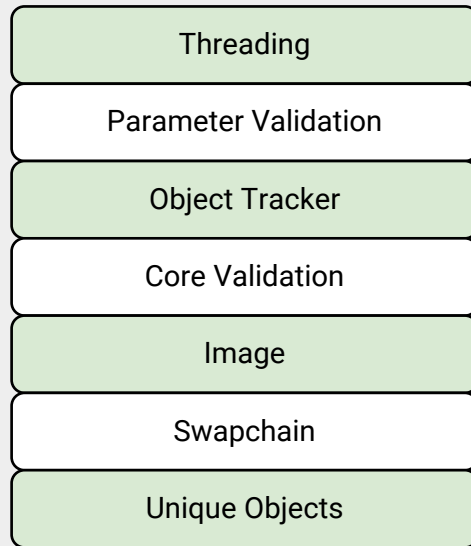 Threading
Parameter Validation
Object Tracker
Core Validation
Image
Swapchain
Unique Objects